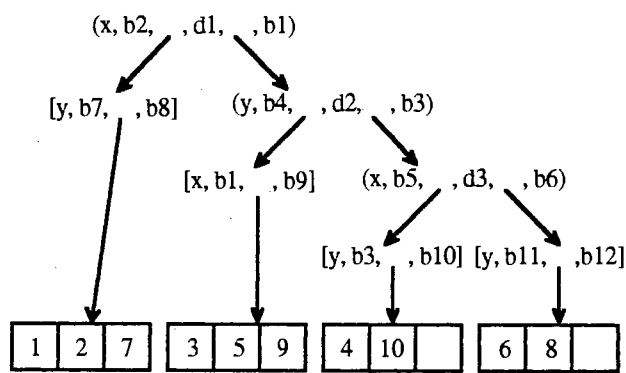 (x, b2, , d1, , b1)
[y, b7, , b8] (y, b4, , d2, , b3)
[x, b1, , b9] (x, b5, , d3, , b6)
[y, b3, , b10] [y, b11, ,b12]
1 2 7 3 5 9 4 10 6 8